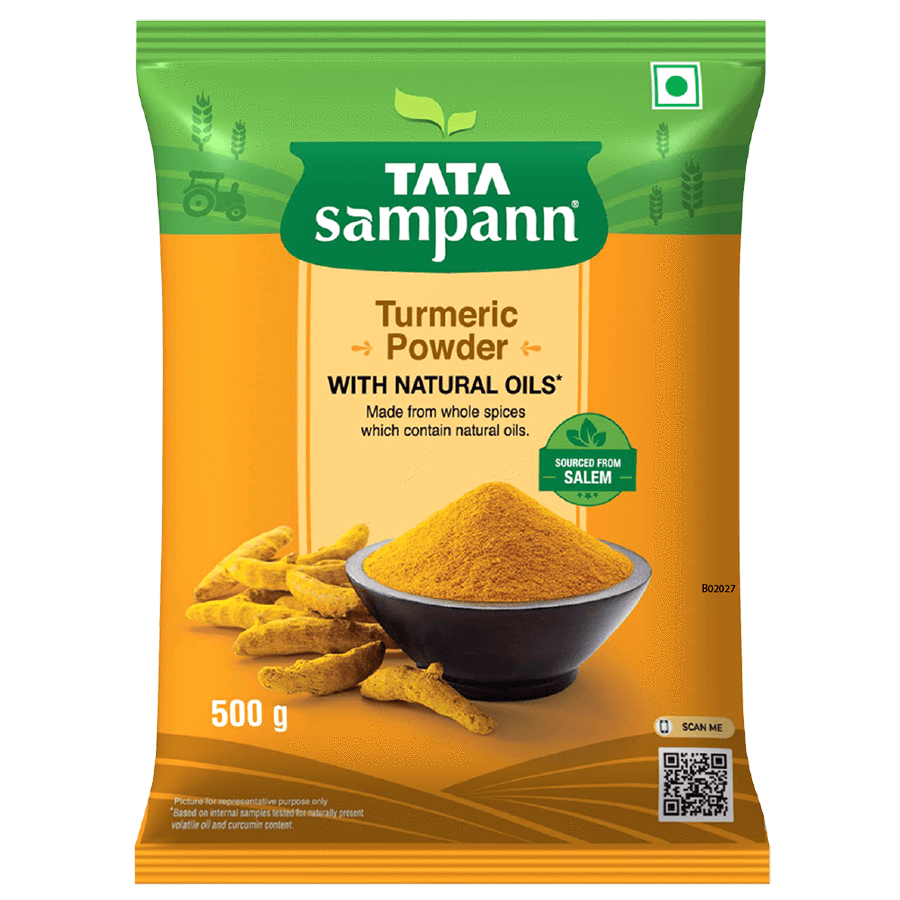 TATA
sampann®
Turmeric
Powder
WITH NATURAL OILS*
Made from whole spices
which contain natural oils.
SOURCED FROM
SALEM
B02027
500 g
SCAN ME
Picture for representative purpose only
*Based on internal samples tested for naturally present
volatile oil and curcumin content.